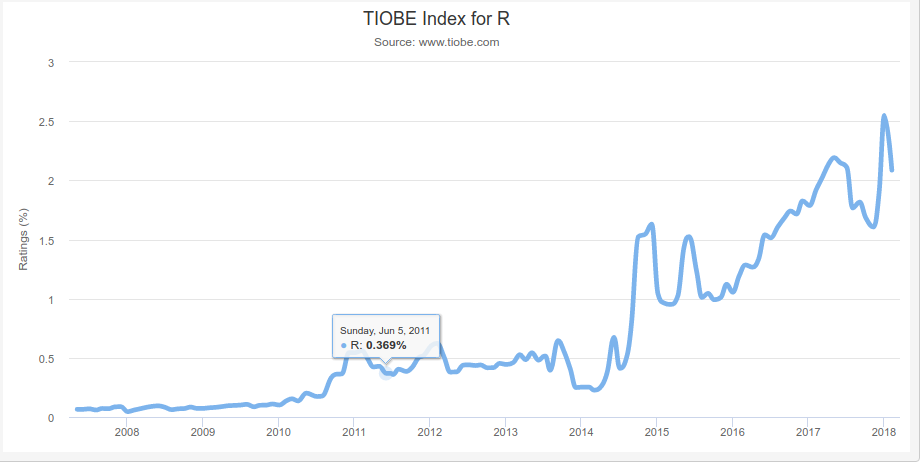 TIOBE Index for R
Source: www.tiobe.com
Ratings (%)
3
2.5
2
1.5
1
0.5
0
Sunday, Jun 5, 2011
R: 0.369%
2008 2009 2010 2011 2012 2013 2014 2015 2016 2017 2018